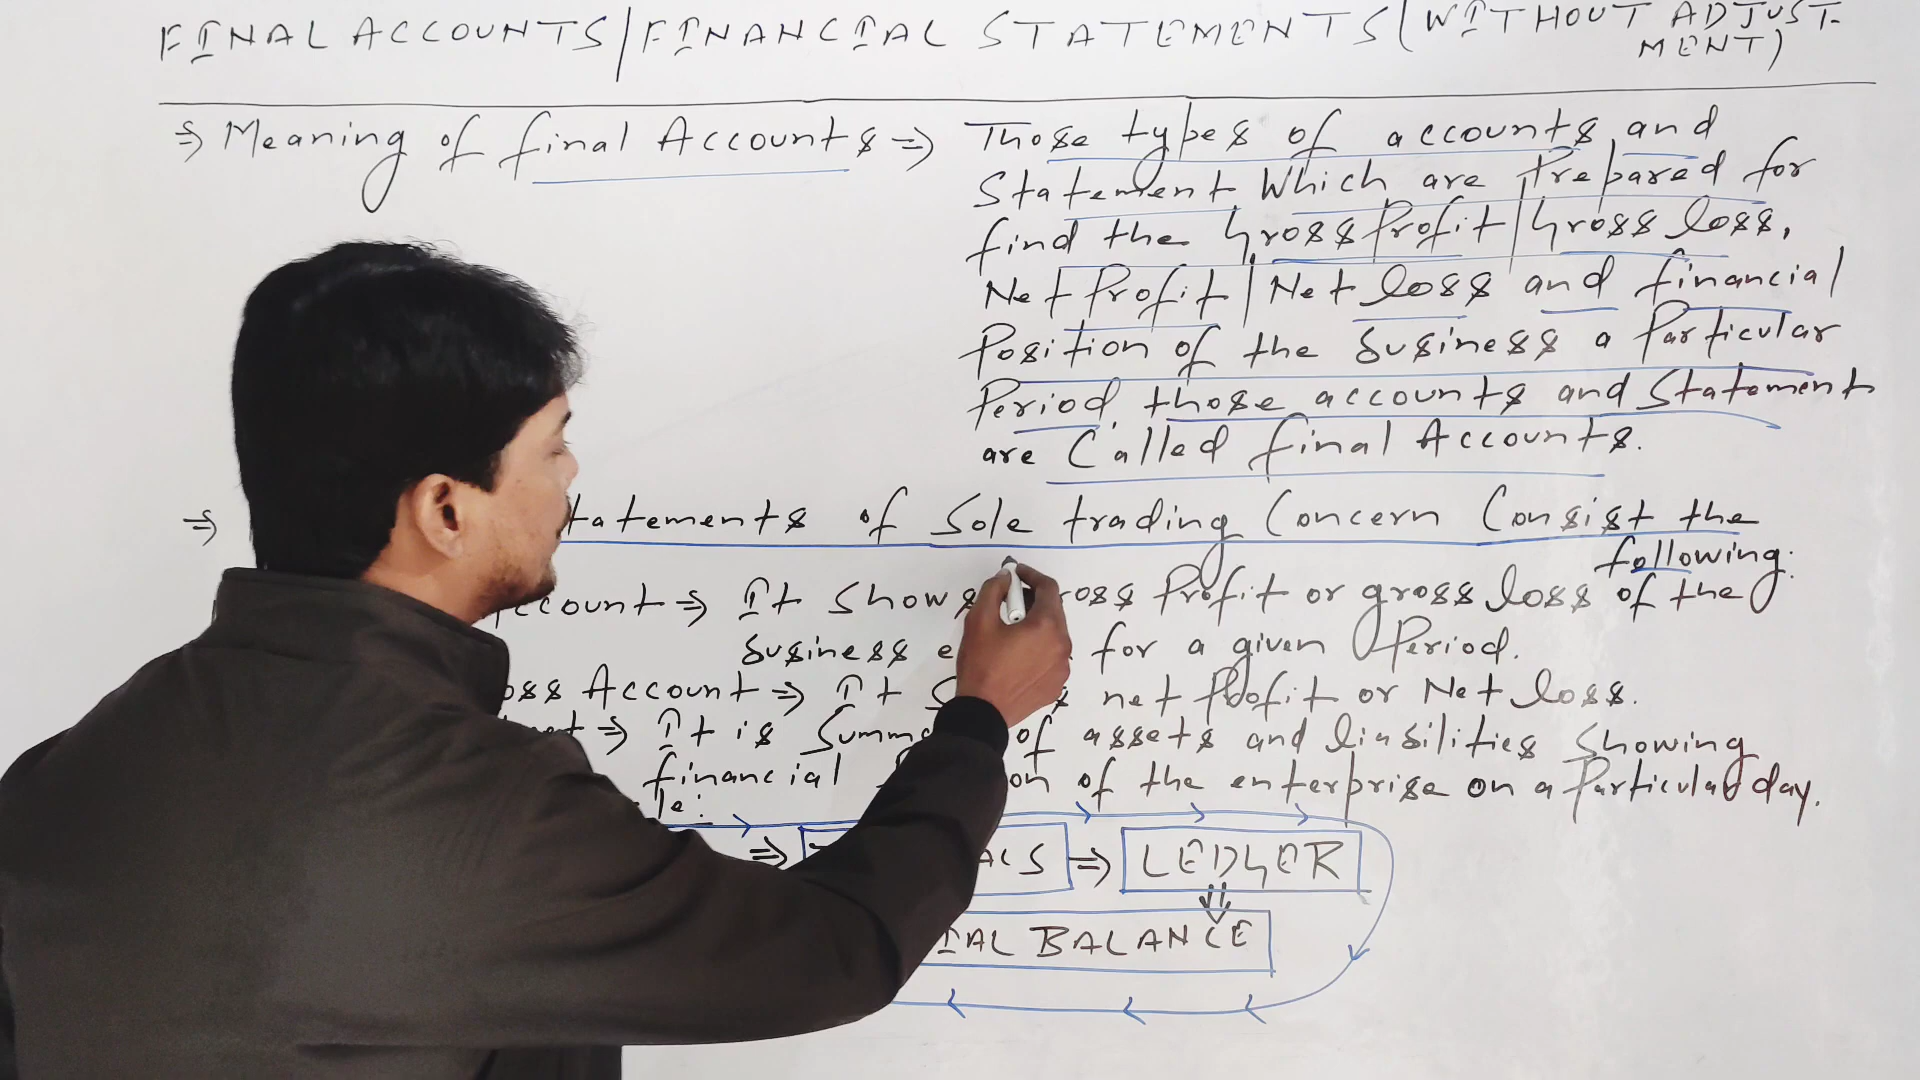 FINAL ACCOUNTS/FINANCIAL STATEMENTS (WITHOUT ADJUST-
MENT)
⇒ Meaning of final Accounts ⇒ Those types of accounts and
Statement Which are Prepared for
find the Gross Profit/Gross loss,
Net Profit/Net loss and financial
Position of the business a Particular
Period, those accounts and Statement
are Called final Accounts.
⇒ tatements of Sole trading Concern Consist the
following:
ccount ⇒ It Shows ross Profit or gross loss of the
business for a given Period.
oss Account ⇒ It net Profit or Net loss.
⇒ It is Summ of assets and liabilities Showing
financial on of the enterprise on a Particular day.
le:
⇒ ALS ⇒ LEDGER
IAL BALANCE